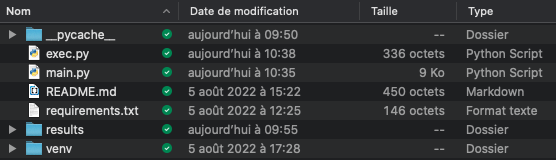 Nom Date de modification Taille Type
__pycache__ aujourd'hui à 09:50 -- Dossier
exec.py aujourd'hui à 10:38 336 octets Python Script
main.py aujourd'hui à 10:35 9 Ko Python Script
README.md 5 août 2022 à 15:22 450 octets Markdown
requirements.txt 5 août 2022 à 12:25 146 octets Format texte
results aujourd'hui à 09:55 -- Dossier
venv 5 août 2022 à 17:28 -- Dossier